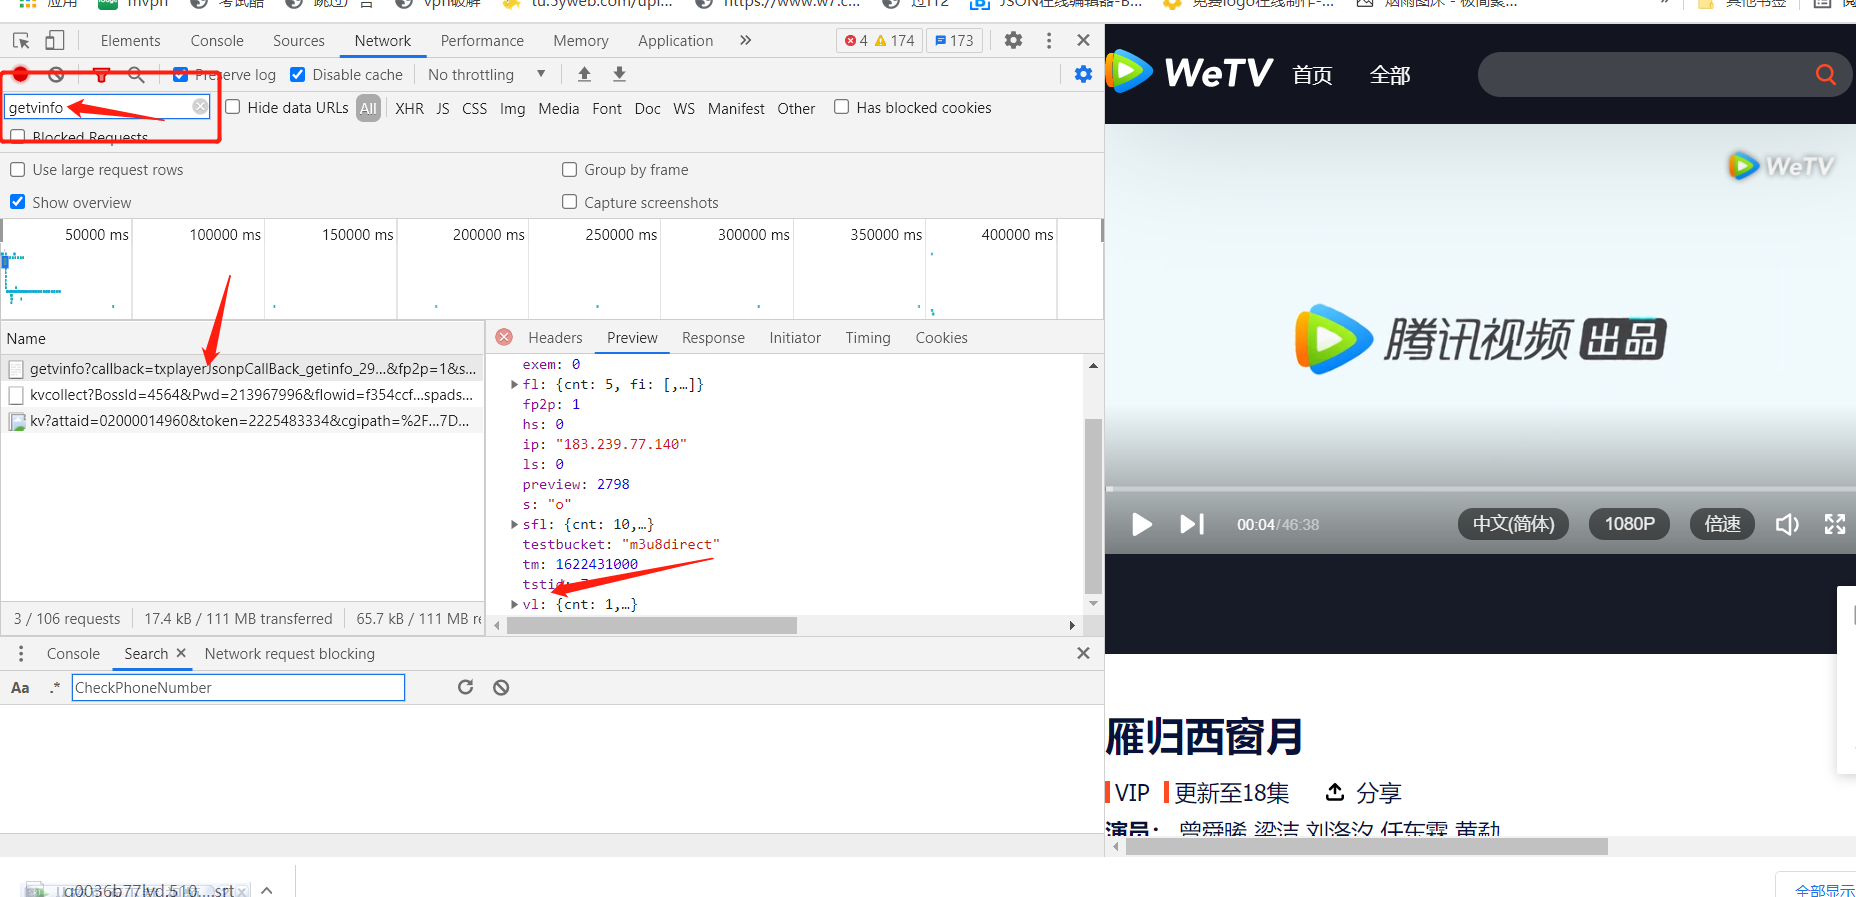 应用
mvpn
考试酷
跳过广告
vpn破解
tu.3yweb.com/upl...
https://www.w7.c...
过f12
JSON在线编辑器-B...
免费logo在线制作-...
烟雨图床 - 极简聚...
»
其他书签
Elements
Console
Sources
Network
Performance
Memory
Application
»
4
174
173
Preserve log
Disable cache
No throttling
getvinfo
Hide data URLs
All
XHR
JS
CSS
Img
Media
Font
Doc
WS
Manifest
Other
Has blocked cookies
Blocked Requests
Use large request rows
Group by frame
Show overview
Capture screenshots
50000 ms
100000 ms
150000 ms
200000 ms
250000 ms
300000 ms
350000 ms
400000 ms
Name
getvinfo?callback=txplayerJsonpCallBack_getinfo_29...&fp2p=1&s...
kvcollect?BossId=4564&Pwd=213967996&flowid=f354ccf...spads...
kv?attaid=02000014960&token=2225483334&cgipath=%2F...7D...
3 / 106 requests
17.4 kB / 111 MB transferred
65.7 kB / 111 MB re
Headers
Preview
Response
Initiator
Timing
Cookies
exem: 0
fl: {cnt: 5, fi: [,…]}
fp2p: 1
hs: 0
ip: "183.239.77.140"
ls: 0
preview: 2798
s: "o"
sfl: {cnt: 10,…}
testbucket: "m3u8direct"
tm: 1622431000
vl: {cnt: 1,…}
Console
Search
Network request blocking
Aa
.*
CheckPhoneNumber
WeTV
首页
全部
WeTV
腾讯视频 出品
00:04/46:38
中文(简体)
1080P
倍速
雁归西窗月
VIP
更新至18集
分享
演员： 曾舜晞 梁洁 刘洛汐 任东霖 黄勐
全部显示